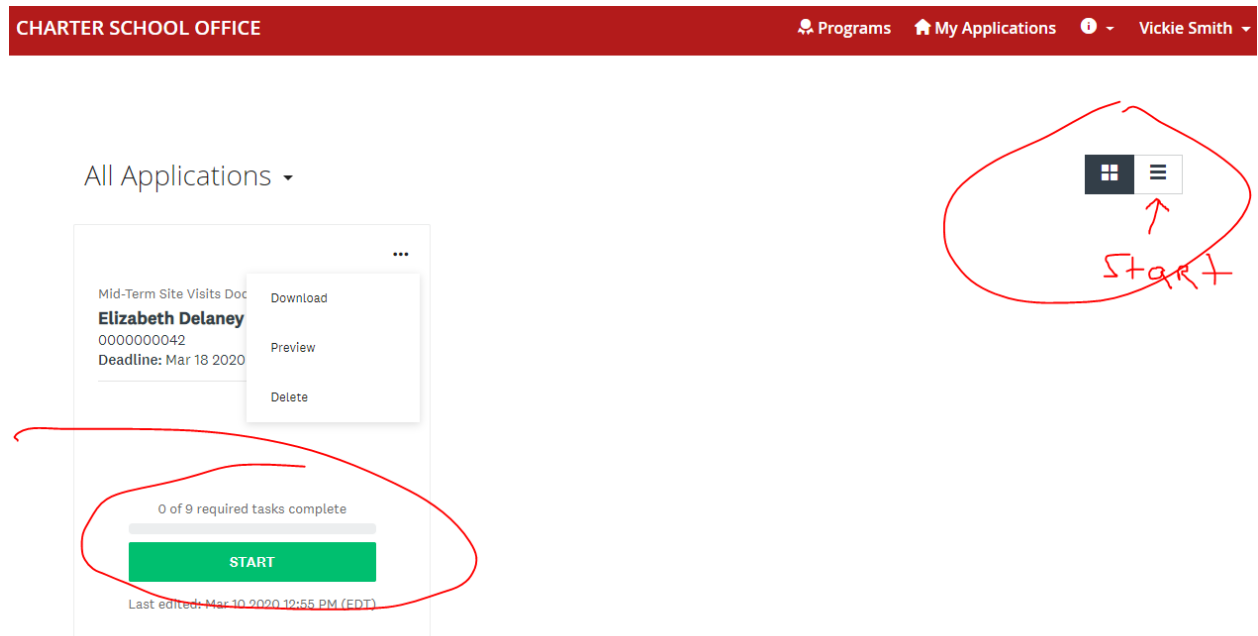 CHARTER SCHOOL OFFICE Programs My Applications Vickie Smith
All Applications
START
Mid-Term Site Visits Doc
Elizabeth Delaney
0000000042
Deadline: Mar 18 2020
Download
Preview
Delete
0 of 9 required tasks complete
START
Last edited: Mar 10 2020 12:55 PM (EDT)